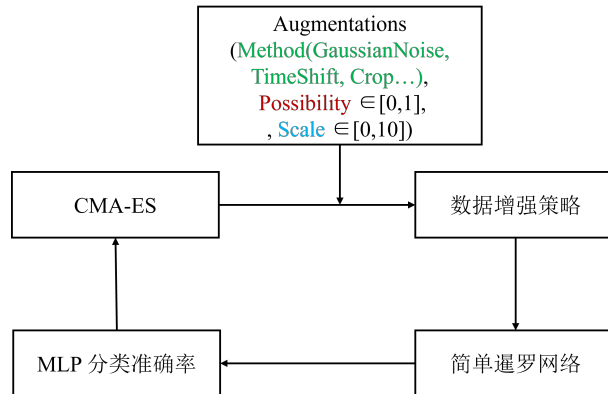 Augmentations
(Method(GaussianNoise,
TimeShift, Crop…),
Possibility ∈[0,1],
, Scale ∈[0,10])
CMA-ES
数据增强策略
MLP 分类准确率
简单暹罗网络